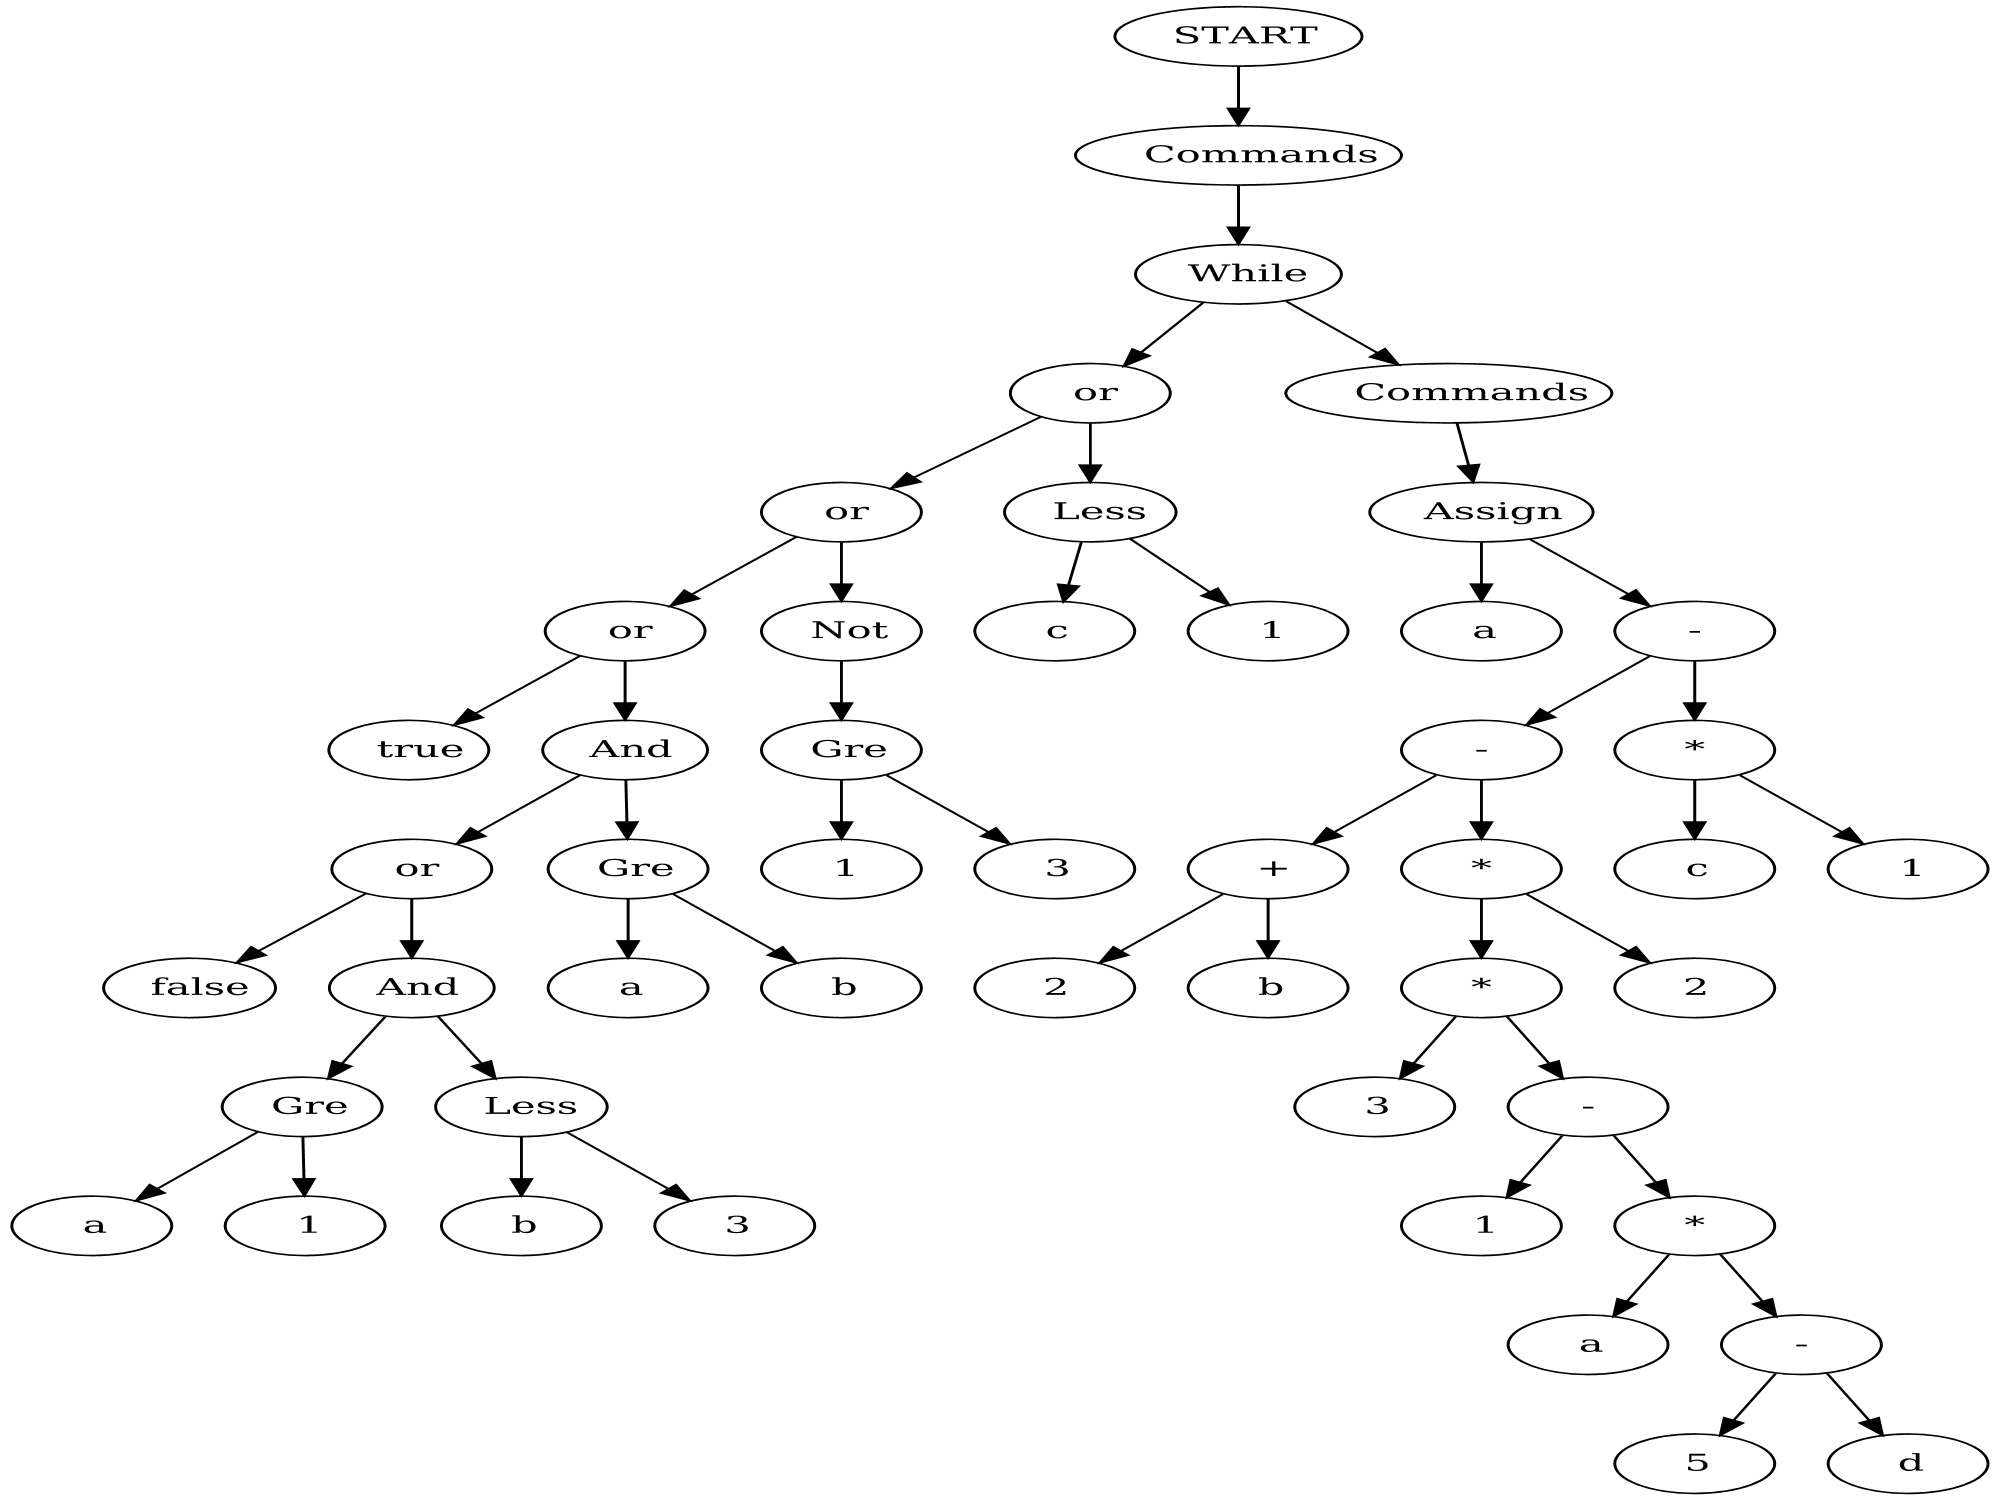 START
Commands
While
or Commands
or Less Assign
or Not c 1 a -
true And Gre - *
or Gre 1 3 + * c 1
false And a b 2 b * 2
Gre Less 3 -
a 1 b 3 1 *
a -
5 d